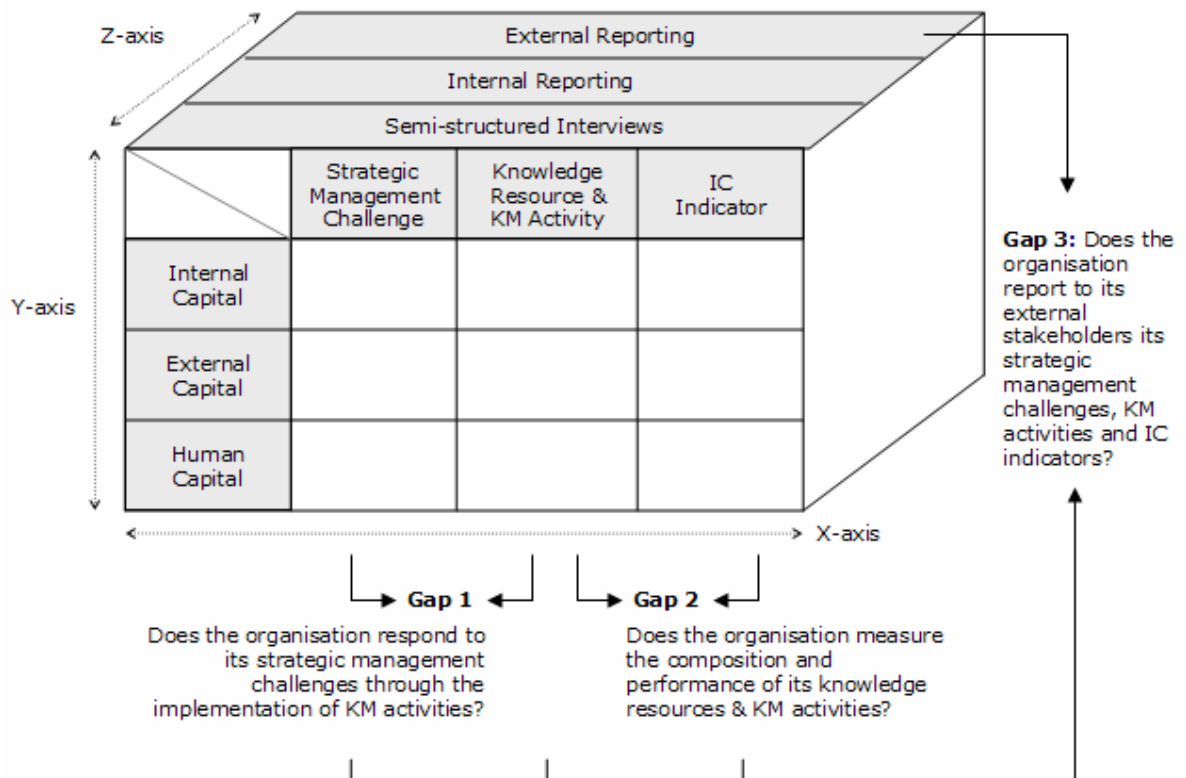 Z-axis
External Reporting
Internal Reporting
Semi-structured Interviews
Strategic
Management
Challenge
Knowledge
Resource &
KM Activity
IC
Indicator
Y-axis
Internal
Capital
External
Capital
Human
Capital
X-axis
Gap 3: Does the
organisation
report to its
external
stakeholders its
strategic
management
challenges, KM
activities and IC
indicators?
Gap 1
Does the organisation respond to
its strategic management
challenges through the
implementation of KM activities?
Gap 2
Does the organisation measure
the composition and
performance of its knowledge
resources & KM activities?